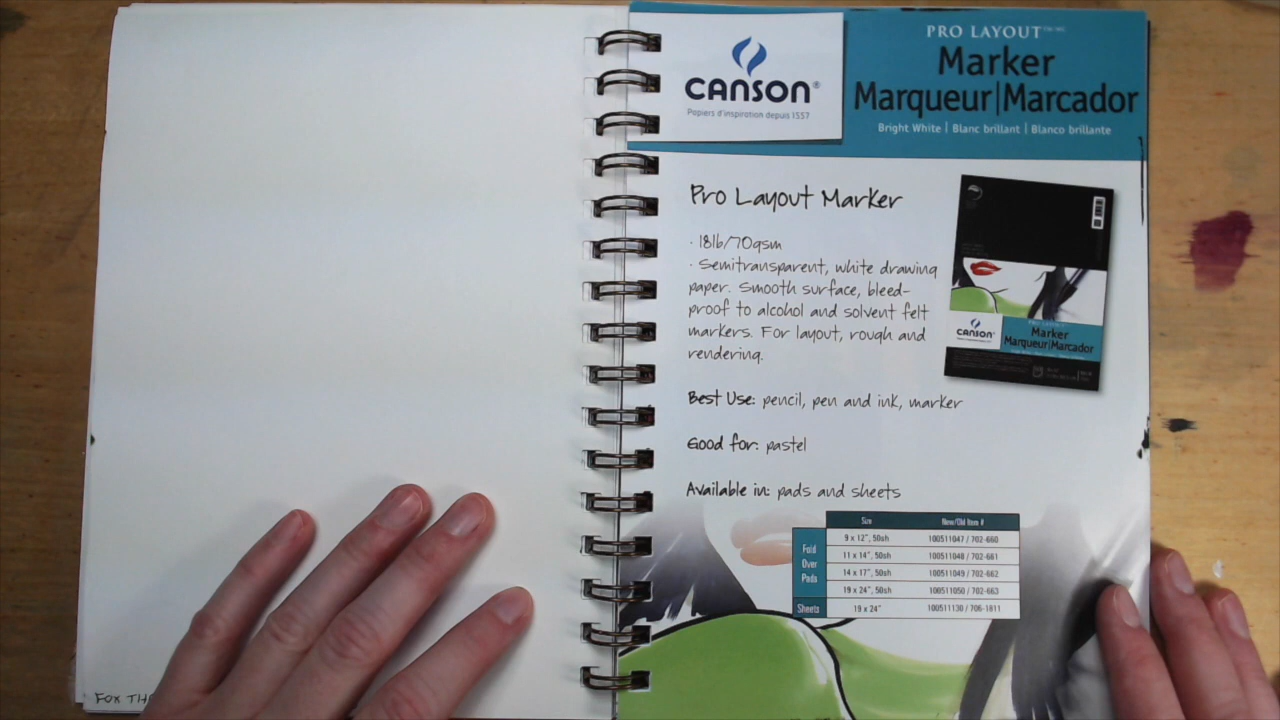 FOX TH
CANSON®
Papiers d'inspiration depuis 1557
PRO LAYOUT
Marker
Marqueur|Marcador
Bright White | Blanc brillant | Blanco brillante
Pro Layout Marker
· 18lb/70gsm
· Semitransparent, white drawing
paper. Smooth surface, bleed-
proof to alcohol and solvent felt
markers. For layout, rough and
rendering.
CANSON
PRO LAYOUT
Marker
Marqueur|Marcador
Best Use: pencil, pen and ink, marker
Good for: pastel
Available in: pads and sheets
Size New/Old Item #
Fold Over Pads
9 x 12", 50sh 100511047 / 702-660
11 x 14", 50sh 100511048 / 702-661
14 x 17", 50sh 100511049 / 702-662
19 x 24", 50sh 100511050 / 702-663
Sheets 19 x 24" 100511130 / 706-1811